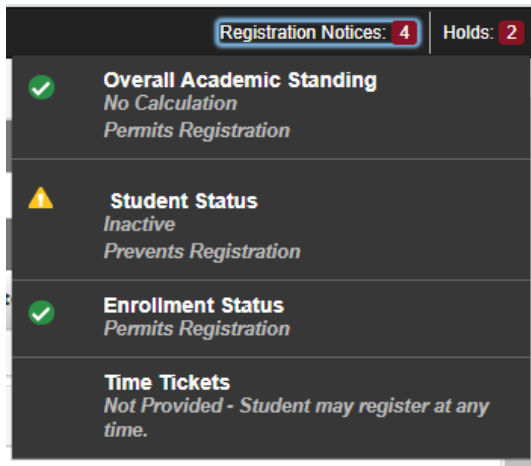 Registration Notices: 4 Holds: 2
Overall Academic Standing
No Calculation
Permits Registration
Student Status
Inactive
Prevents Registration
Enrollment Status
Permits Registration
Time Tickets
Not Provided - Student may register at any
time.